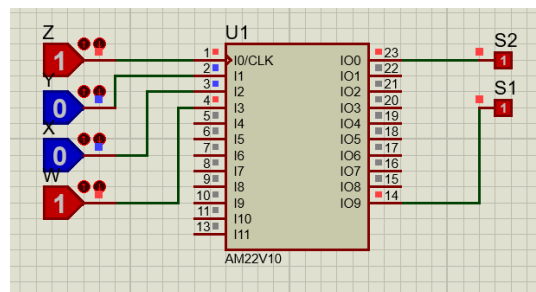 U1
Z
1
Y
0
X
0
W
1
1
2
3
4
5
6
7
8
9
10
11
13
I0/CLK
I1
I2
I3
I4
I5
I6
I7
I8
I9
I10
I11
IO0
IO1
IO2
IO3
IO4
IO5
IO6
IO7
IO8
IO9
23
22
21
20
19
18
17
16
15
14
AM22V10
S2
1
S1
1